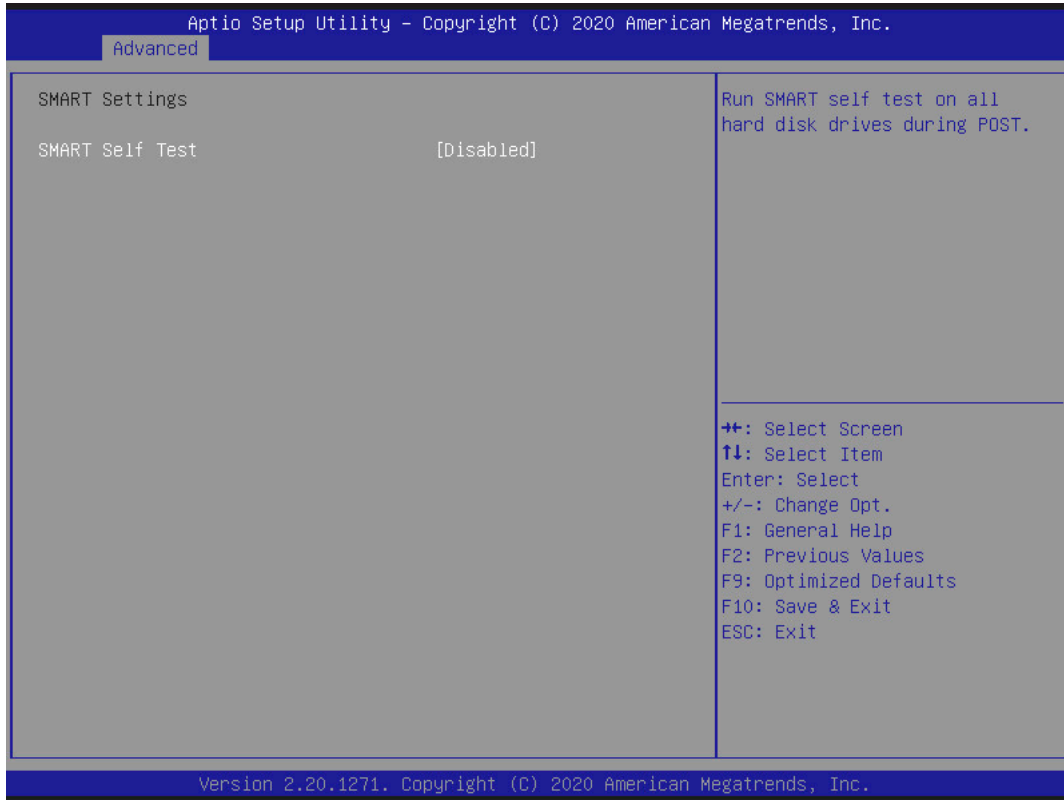 Aptio Setup Utility – Copyright (C) 2020 American Megatrends, Inc.
Advanced
SMART Settings
SMART Self Test [Disabled]
Run SMART self test on all
hard disk drives during POST.
→←: Select Screen
↑↓: Select Item
Enter: Select
+/-: Change Opt.
F1: General Help
F2: Previous Values
F9: Optimized Defaults
F10: Save & Exit
ESC: Exit
Version 2.20.1271. Copyright (C) 2020 American Megatrends, Inc.